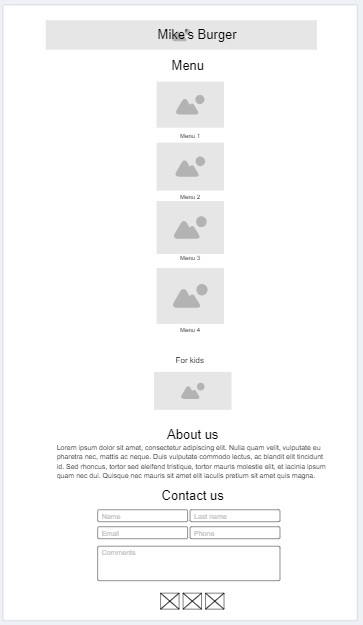 Mike's Burger
Menu
Menu 1
Menu 2
Menu 3
Menu 4
For kids
About us
Lorem ipsum dolor sit amet, consectetur adipiscing elit. Nulla quam velit, vulputate eu
pharetra nec, mattis ac neque. Duis vulputate commodo lectus, ac blandit elit tincidunt
id. Sed rhoncus, tortor sed eleifend tristique, tortor mauris molestie elit, et lacinia ipsum
quam nec dui. Quisque nec mauris sit amet elit iaculis pretium sit amet quis magna.
Contact us
Name Last name
Email Phone
Comments